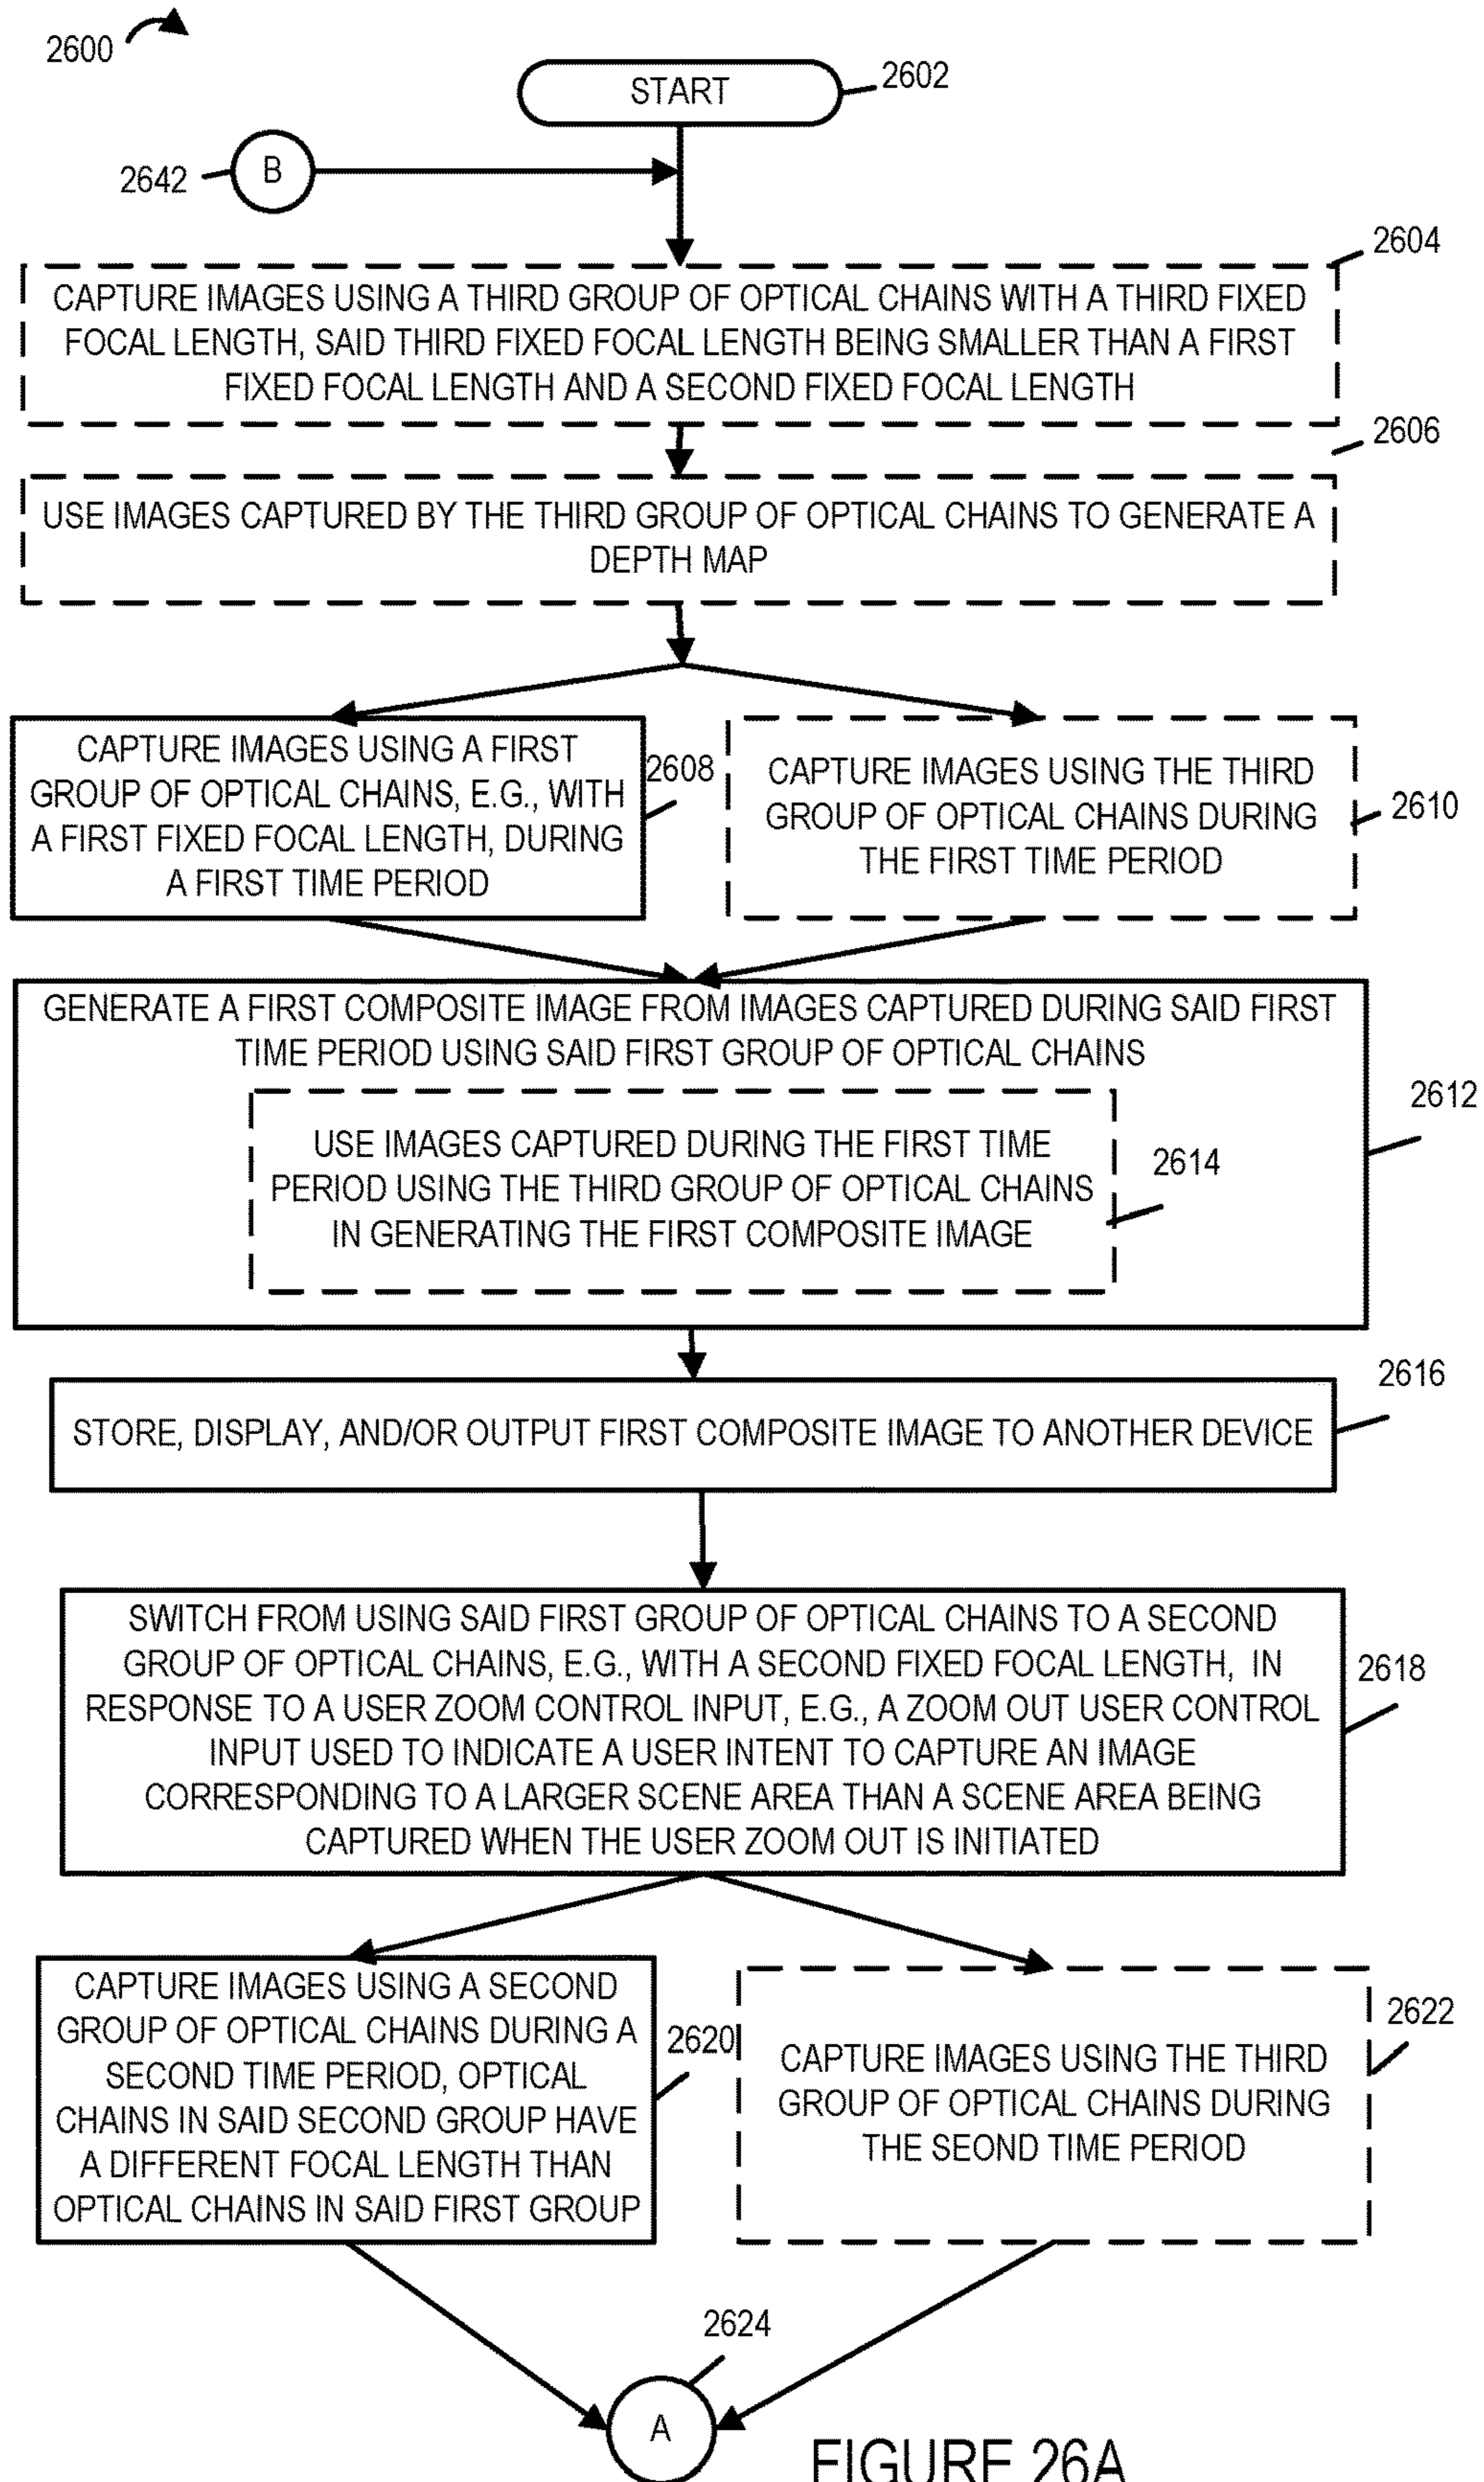 2600
START
2602
2642
B
2604
CAPTURE IMAGES USING A THIRD GROUP OF OPTICAL CHAINS WITH A THIRD FIXED
FOCAL LENGTH, SAID THIRD FIXED FOCAL LENGTH BEING SMALLER THAN A FIRST
FIXED FOCAL LENGTH AND A SECOND FIXED FOCAL LENGTH
2606
USE IMAGES CAPTURED BY THE THIRD GROUP OF OPTICAL CHAINS TO GENERATE A
DEPTH MAP
CAPTURE IMAGES USING A FIRST
GROUP OF OPTICAL CHAINS, E.G., WITH
A FIRST FIXED FOCAL LENGTH, DURING
A FIRST TIME PERIOD
2608
CAPTURE IMAGES USING THE THIRD
GROUP OF OPTICAL CHAINS DURING
THE FIRST TIME PERIOD
2610
GENERATE A FIRST COMPOSITE IMAGE FROM IMAGES CAPTURED DURING SAID FIRST
TIME PERIOD USING SAID FIRST GROUP OF OPTICAL CHAINS
2612
USE IMAGES CAPTURED DURING THE FIRST TIME
PERIOD USING THE THIRD GROUP OF OPTICAL CHAINS
IN GENERATING THE FIRST COMPOSITE IMAGE
2614
2616
STORE, DISPLAY, AND/OR OUTPUT FIRST COMPOSITE IMAGE TO ANOTHER DEVICE
SWITCH FROM USING SAID FIRST GROUP OF OPTICAL CHAINS TO A SECOND
GROUP OF OPTICAL CHAINS, E.G., WITH A SECOND FIXED FOCAL LENGTH, IN
RESPONSE TO A USER ZOOM CONTROL INPUT, E.G., A ZOOM OUT USER CONTROL
INPUT USED TO INDICATE A USER INTENT TO CAPTURE AN IMAGE
CORRESPONDING TO A LARGER SCENE AREA THAN A SCENE AREA BEING
CAPTURED WHEN THE USER ZOOM OUT IS INITIATED
2618
CAPTURE IMAGES USING A SECOND
GROUP OF OPTICAL CHAINS DURING A
SECOND TIME PERIOD, OPTICAL
CHAINS IN SAID SECOND GROUP HAVE
A DIFFERENT FOCAL LENGTH THAN
OPTICAL CHAINS IN SAID FIRST GROUP
2620
CAPTURE IMAGES USING THE THIRD
GROUP OF OPTICAL CHAINS DURING
THE SEOND TIME PERIOD
2622
2624
A
FIGURE 26A